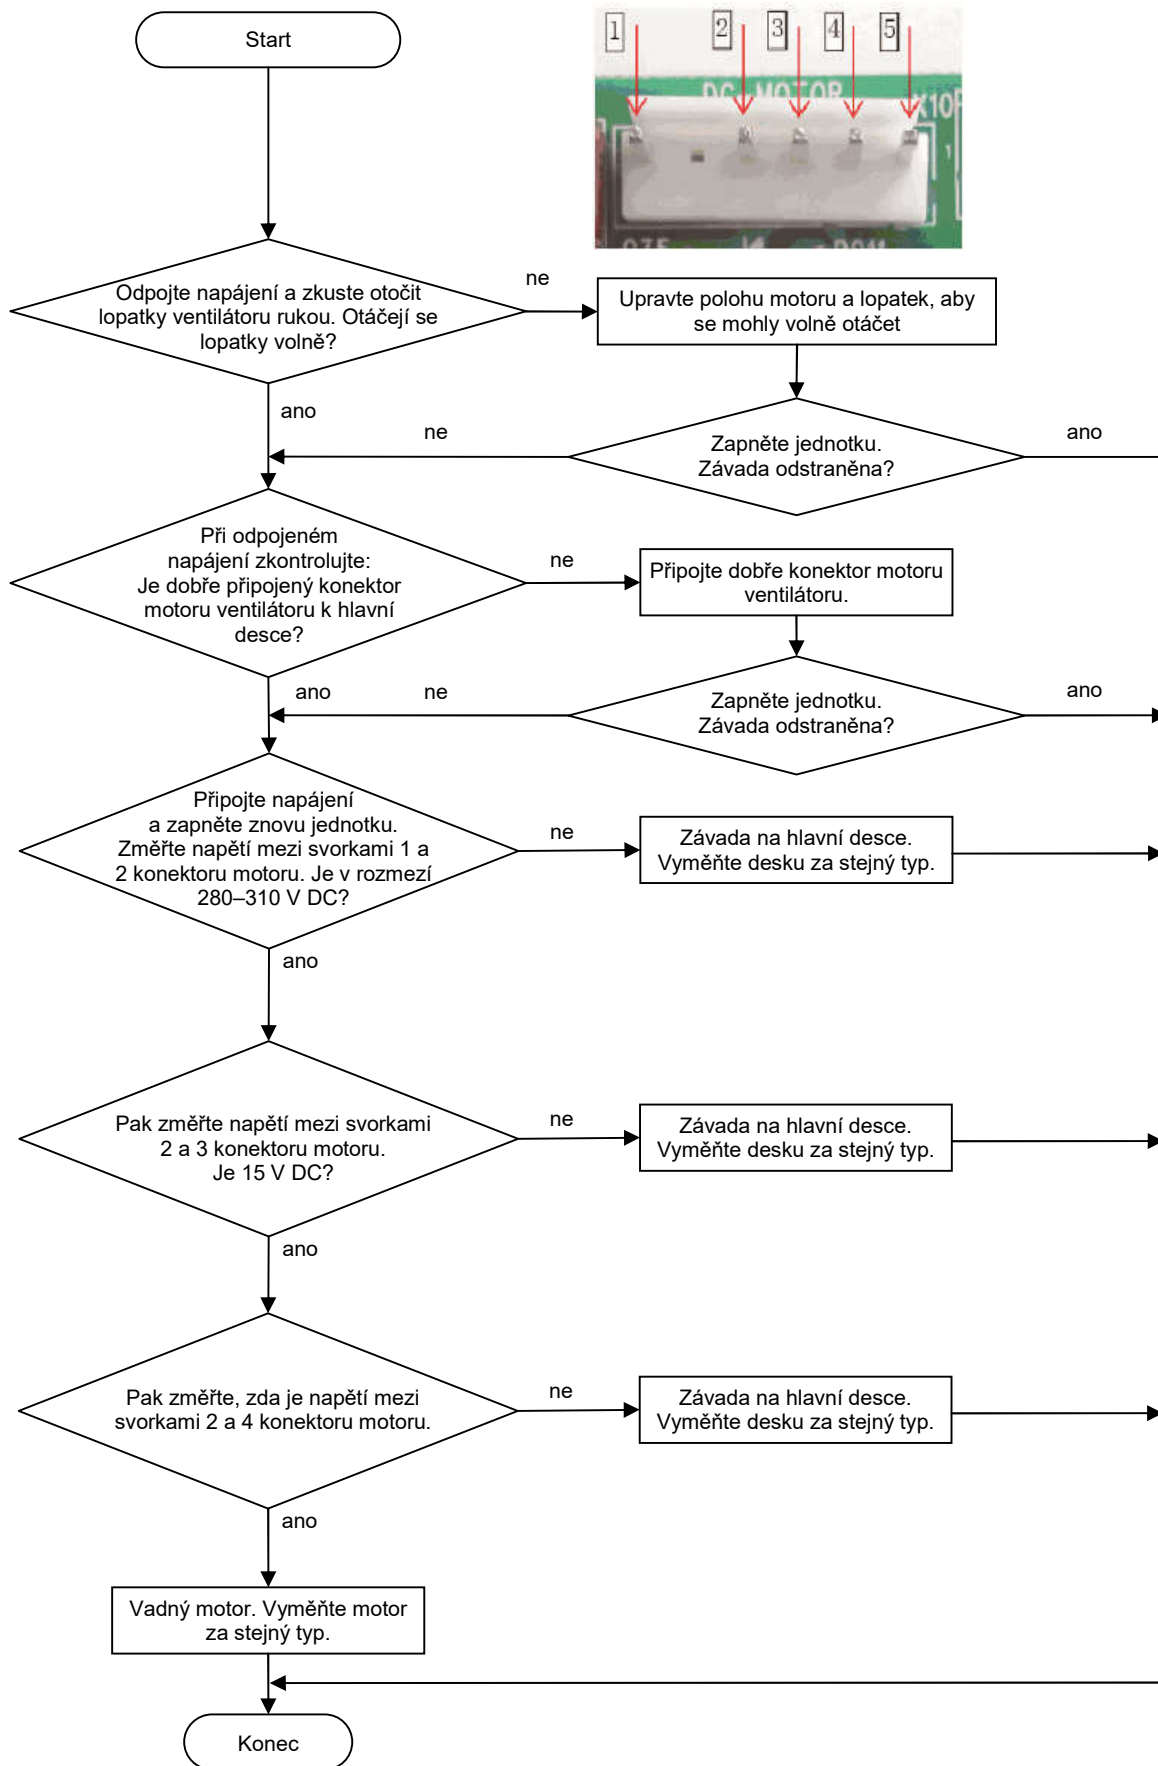 Start
1 2 3 4 5
DC MOTOR
1
Odpojte napájení a zkuste otočit
lopatky ventilátoru rukou. Otáčejí se
lopatky volně?
ne
Upravte polohu motoru a lopatek, aby
se mohly volně otáčet
ano
ne
Zapněte jednotku.
Závada odstraněna?
ano
Při odpojeném
napájení zkontrolujte:
Je dobře připojený konektor
motoru ventilátoru k hlavní
desce?
ne
Připojte dobře konektor motoru
ventilátoru.
ano
ne
Zapněte jednotku.
Závada odstraněna?
ano
Připojte napájení
a zapněte znovu jednotku.
Změřte napětí mezi svorkami 1 a
2 konektoru motoru. Je v rozmezí
280–310 V DC?
ne
Závada na hlavní desce.
Vyměňte desku za stejný typ.
ano
Pak změřte napětí mezi svorkami
2 a 3 konektoru motoru.
Je 15 V DC?
ne
Závada na hlavní desce.
Vyměňte desku za stejný typ.
ano
Pak změřte, zda je napětí mezi
svorkami 2 a 4 konektoru motoru.
ne
Závada na hlavní desce.
Vyměňte desku za stejný typ.
ano
Vadný motor. Vyměňte motor
za stejný typ.
Konec